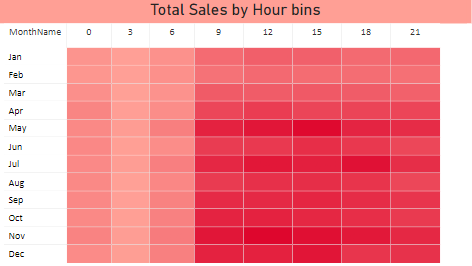 Total Sales by Hour bins
MonthName 0 3 6 9 12 15 18 21
Jan
Feb
Mar
Apr
May
Jun
Jul
Aug
Sep
Oct
Nov
Dec